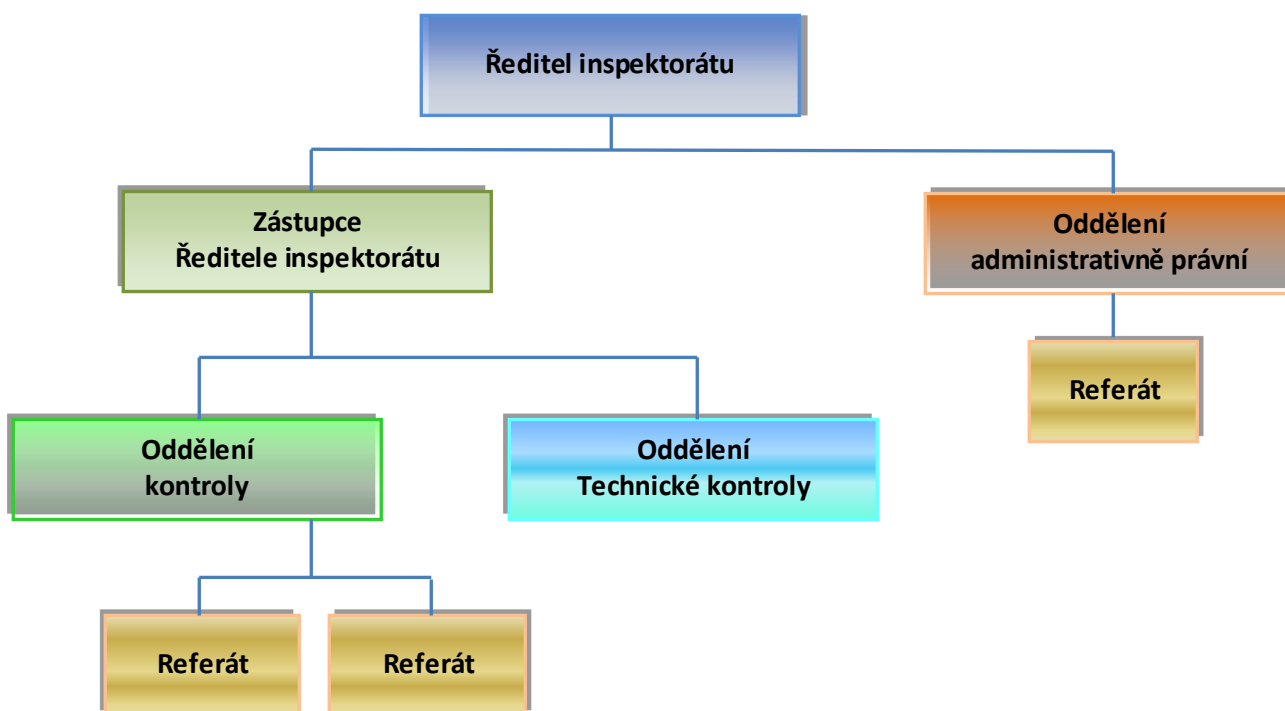 Ředitel inspektorátu
Zástupce
Ředitele inspektorátu
Oddělení
administrativně právní
Referát
Oddělení
kontroly
Oddělení
Technické kontroly
Referát
Referát